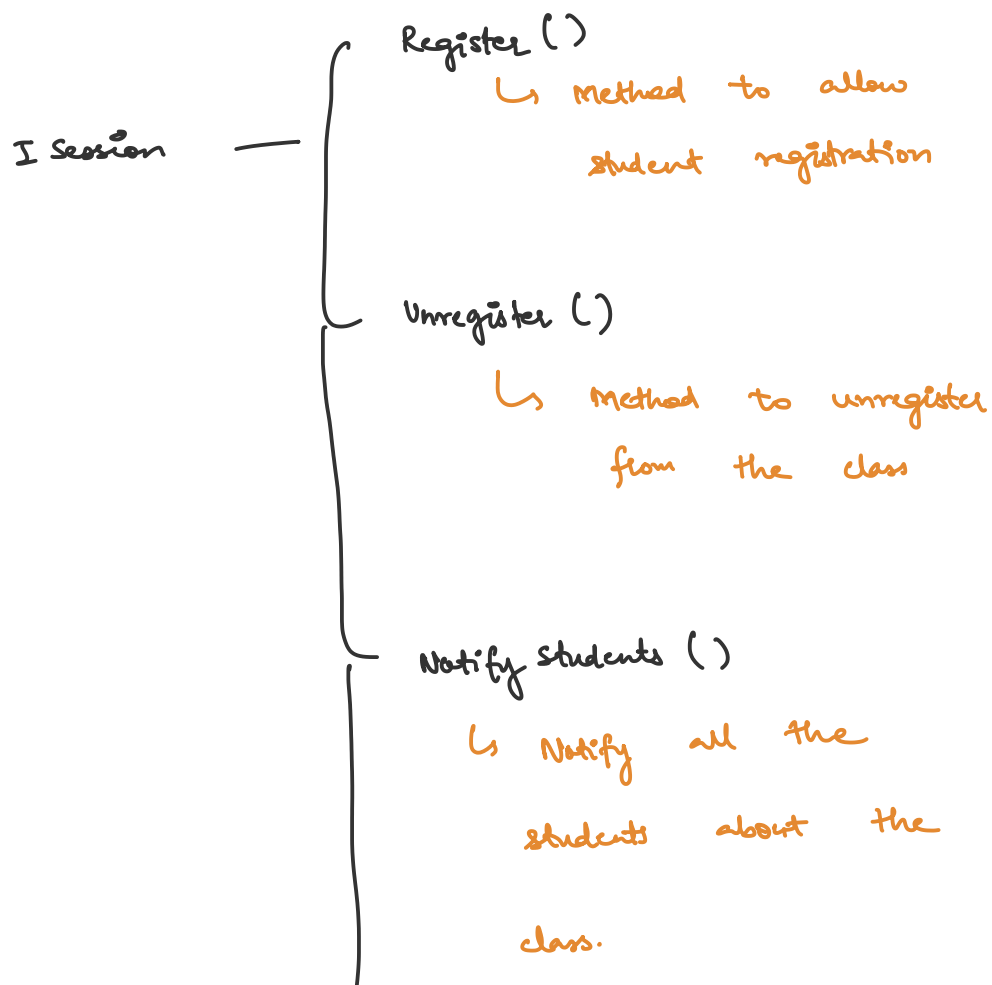 Register ()
↳ Method to allow
I Session
student registration
Unregister ()
↳ Method to unregister
from the class
Notify Students ()
↳ Notify all the
students about the
class.